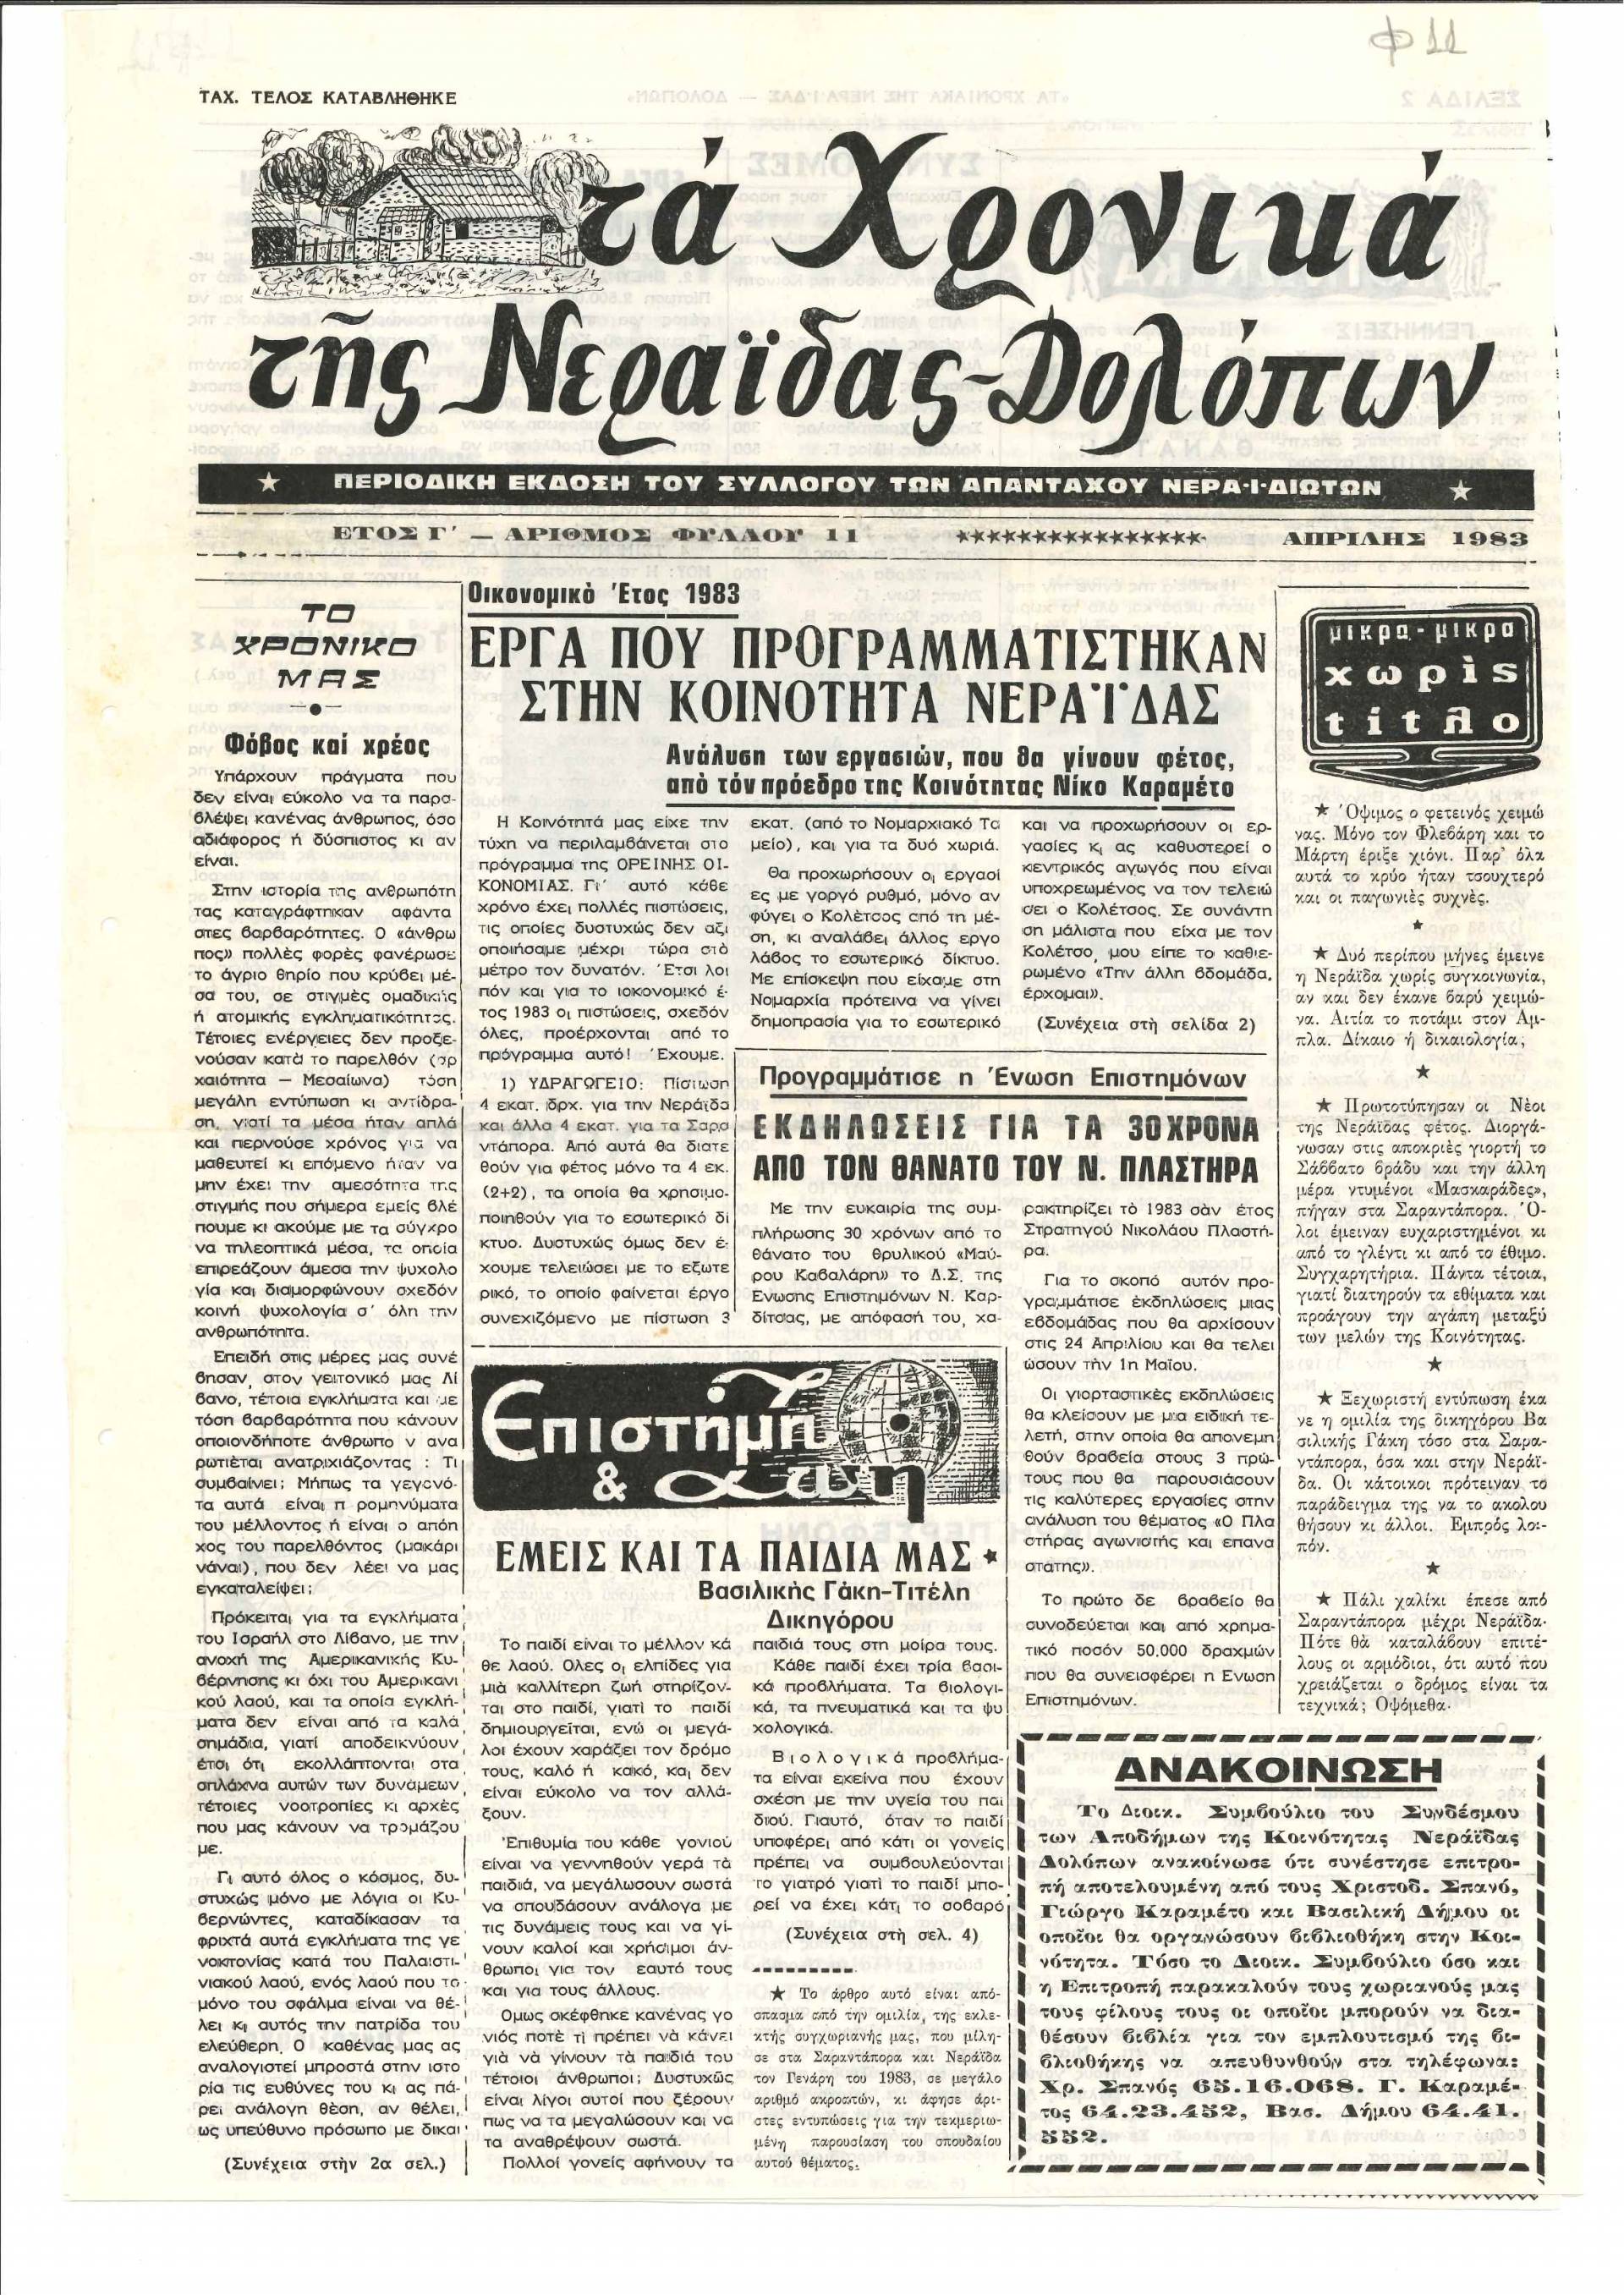 Φ 11
ΤΑΧ. ΤΕΛΟΣ ΚΑΤΑΒΛΗΘΗΚΕ
τά Χρονικά
τῆς Νεραϊδας-Δολόπων
★ ΠΕΡΙΟΔΙΚΗ ΕΚΔΟΣΗ ΤΟΥ ΣΥΛΛΟΓΟΥ ΤΩΝ ΑΠΑΝΤΑΧΟΥ ΝΕΡΑ·Ι·ΔΙΩΤΩΝ ★
ΕΤΟΣ Γ΄ — ΑΡΙΘΜΟΣ ΦΥΛΛΟΥ 11 ★★★★★★★★★★★★★★★★ ΑΠΡΙΛΗΣ 1983
ΤΟ
ΧΡΟΝΙΚΟ
ΜΑΣ
Φόβος καί χρέος
Υπάρχουν πράγματα που
δεν είναι εύκολο να τα παρα-
βλέψει κανένας άνθρωπος, όσο
αδιάφορος ή δύσπιστος κι αν
είναι.
Στην ιστορία της ανθρωπότη
τας καταγράφτηκαν αφάντα
στες βαρβαρότητες. Ο «άνθρω
πος» πολλές φορές φανέρωσε
το άγριο θηρίο που κρύβει μέ-
σα του, σε στιγμές ομαδικής
ή ατομικής εγκληματικότητας.
Τέτοιες ενέργειες δεν προξε-
νούσαν κατά το παρελθόν (αρ
χαιότητα — Μεσαίωνα) τόση
μεγάλη εντύπωση κι αντίδρα-
ση, γιατί τα μέσα ήταν απλά
και περνούσε χρόνος για να
μαθευτεί κι επόμενο ήταν να
μην έχει την αμεσότητα της
στιγμής που σήμερα εμείς βλέ
πουμε κι ακούμε με τα σύγχρο
να τηλεοπτικά μέσα, τα οποία
επιρεάζουν άμεσα την ψυχολο
γία και διαμορφώνουν σχεδόν
κοινή ψυχολογία σ' όλη την
ανθρωπότητα.
Επειδή στις μέρες μας συνέ
βησαν, στον γειτονικό μας Λί
βανο, τέτοια εγκλήματα και με
τόση βαρβαρότητα που κάνουν
οποιονδήποτε άνθρωπο ν ανα
ρωτιέται ανατριχιάζοντας : Τι
συμβαίνει; Μήπως τα γεγονό-
τα αυτά είναι π ρομηνύματα
του μέλλοντος ή είναι ο απόη
χος του παρελθόντος (μακάρι
νάναι), που δεν λέει να μας
εγκαταλείψει;
Πρόκειται για τα εγκλήματα
του Ισραήλ στο Λίβανο, με την
ανοχή της Αμερικανικής Κυ-
βέρνησης κι όχι του Αμερικανι
κού λαού, και τα οποία εγκλή-
ματα δεν είναι από τα καλά
σημάδια, γιατί αποδεικνύουν
έτσι ότι εκολλάπτονται στα
σπλάχνα αυτών των δυνάμεων
τέτοιες νοοτροπίες κι αρχές
που μας κάνουν να τρομάζου
με.
Γι αυτό όλος ο κόσμος, δυ-
στυχώς μόνο με λόγια οι Κυ-
βερνώντες, καταδίκασαν τα
φριχτά αυτά εγκλήματα της γε
νοκτονίας κατά του Παλαιστι-
νιακού λαού, ενός λαού που το
μόνο του σφάλμα είναι να θέ-
λει κι αυτός την πατρίδα του
ελεύθερη. Ο καθένας μας ας
αναλογιστεί μπροστά στην ιστο
ρία τις ευθύνες του κι ας πά-
ρει ανάλογη θέση, αν θέλει,
ως υπεύθυνο πρόσωπο με δικαι
(Συνέχεια στὴν 2α σελ.)
Οικονομικὸ Έτος 1983
ΕΡΓΑ ΠΟΥ ΠΡΟΓΡΑΜΜΑΤΙΣΤΗΚΑΝ
ΣΤΗΝ ΚΟΙΝΟΤΗΤΑ ΝΕΡΑΪΔΑΣ
Ανάλυση των εργασιών, που θα γίνουν φέτος,
από τόν πρόεδρο της Κοινότητας Νίκο Καραμέτο
Η Κοινότητά μας είχε την
τύχη να περιλαμβάνεται στο
πρόγραμμα της ΟΡΕΙΝΗΣ ΟΙ-
ΚΟΝΟΜΙΑΣ. Γι' αυτό κάθε
χρόνο έχει πολλές πιστώσεις,
τις οποίες δυστυχώς δεν αξι
οποιήσαμε μέχρι τώρα στὸ
μέτρο τον δυνατόν. Έτσι λοι
πόν και για το ιοκονομικό έ-
τος 1983 οι πιστώσεις, σχεδόν
όλες, προέρχονται από το
πρόγραμμα αυτό! Έχουμε.
1) ΥΔΡΑΓΩΓΕΙΟ: Πίστωση
4 εκατ. δρχ. για την Νεράϊδα
και άλλα 4 εκατ. για τα Σαρα
ντάπορα. Από αυτά θα διατε
θούν για φέτος μόνο τα 4 εκ.
(2+2), τα οποία θα χρησιμο-
ποιηθούν για το εσωτερικό δί
κτυο. Δυστυχώς όμως δεν έ-
χουμε τελειώσει με το εξωτε
ρικό, το οποίο φαίνεται έργο
συνεχιζόμενο με πίστωση 3
εκατ. (από το Νομαρχιακό Τα
μείο), και για τα δυό χωριά.
Θα προχωρήσουν οι εργασί
ες με γοργό ρυθμό, μόνο αν
φύγει ο Κολὲτσος από τη μέ-
ση, κι αναλάβει άλλος εργο
λάβος το εσωτερικό δίκτυο.
Με επίσκεψη που είχαμε στη
Νομαρχία πρότεινα να γίνει
δημοπρασία για το εσωτερικό
και να προχωρήσουν οι ερ-
γασίες κι ας καθυστερεί ο
κεντρικός αγωγός που είναι
υποχρεωμένος να τον τελειώ
σει ο Κολέτσος. Σε συνάντη
ση μάλιστα που είχα με τον
Κολέτσο, μου είπε το καθιε-
ρωμένο «Την άλλη βδομάδα,
έρχομαι».
(Συνέχεια στὴ σελίδα 2)
Προγραμμάτισε η Ένωση Επιστημόνων
ΕΚΔΗΛΩΣΕΙΣ ΓΙΑ ΤΑ 30ΧΡΟΝΑ
ΑΠΟ ΤΟΝ ΘΑΝΑΤΟ ΤΟΥ Ν. ΠΛΑΣΤΗΡΑ
Με την ευκαιρία της συμ-
πλήρωσης 30 χρόνων από το
θάνατο του θρυλικού «Μαύ-
ρου Καβαλάρη» το Δ.Σ. της
Ενωσης Επιστημόνων Ν. Καρ-
δίτσας, με απόφασή του, χα-
ρακτηρίζει τὸ 1983 σὰν έτος
Στρατηγού Νικολάου Πλαστή-
ρα.
Για το σκοπό αυτόν προ-
γραμμάτισε ἐκδηλώσεις μιας
εβδομάδας που θα αρχίσουν
στις 24 Απριλίου και θα τελει
ώσουν τὴν 1η Μαΐου.
Οι γιορταστικὲς εκδηλώσεις
θα κλείσουν με μια ειδική τε-
λετή, στην οποία θα απονεμη
θούν βραβεία στους 3 πρώ-
τους που θα παρουσιάσουν
τις καλύτερες εργασίες στην
ανάλυση του θέματος «Ο Πλα
στήρας αγωνιστής και επανα
στάτης».
Το πρώτο δε βραβείο θα
συνοδεύεται και από χρημα-
τικό ποσόν 50.000 δραχμών
που θα συνεισφέρει η Ενωση
Επιστημόνων.
Επιστήμη
& Ζωη
ΕΜΕΙΣ ΚΑΙ ΤΑ ΠΑΙΔΙΑ ΜΑΣ ★
Βασιλικής Γάκη-Τιτέλη
Δικηγόρου
Το παιδί είναι το μέλλον κά
θε λαού. Ολες οι ελπίδες για
μιὰ καλλίτερη ζωή στηρίζον-
ται στο παιδί, γιατὶ το παιδί
δημιουργείται, ενώ οι μεγά-
λοι έχουν χαράξει τον δρόμο
τους, καλό ή κακό, και δεν
είναι εύκολο να τον αλλά-
ξουν.
Ἐπιθυμία του κάθε γονιού
είναι να γεννηθούν γερά τὰ
παιδιά, να μεγάλωσουν σωστά
να σπουδάσουν ανάλογα με
τις δυνάμεις τους και να γί-
νουν καλοί και χρήσιμοι άν-
θρωποι για τον εαυτό τους
και για τους άλλους.
Ομως σκέφθηκε κανένας γο
νιός ποτὲ τὶ πρέπει νὰ κάνει
γιὰ νὰ γίνουν τὰ παιδιά του
τέτοιοι άνθρωποι; Δυστυχῶς
είναι λίγοι αυτοί που ξέρουν
πως να τα μεγαλώσουν και να
τα αναθρέψουν σωστά.
Πολλοί γονείς αφήνουν τα
παιδιά τους στη μοίρα τους.
Κάθε παιδί έχει τρία βασι-
κά προβλήματα. Τα βιολογι-
κά, τα πνευματικά και τα ψυ
χολογικά.
Βιολογικά προβλήμα-
τα είναι εκείνα που έχουν
σχέση με την υγεία του παι
διού. Γιαυτό, όταν το παιδί
υποφέρει από κάτι οι γονείς
πρέπει να συμβουλεύονται
το γιατρό γιατὶ το παιδί μπο-
ρεί να έχει κάτι το σοβαρό
(Συνέχεια στὴ σελ. 4)
★ Το άρθρο αυτό είναι από-
σπασμα από την ομιλία, της εκλε-
κτής συγχωριανής μας, που μίλη-
σε στα Σαραντάπορα και Νεράϊδα
τον Γενάρη του 1983, σε μεγάλο
αριθμό ακροατών, κι άφησε άρι-
στες εντυπώσεις για την τεκμεριω-
μένη παρουσίαση του σπουδαίου
αυτού θέματος.
μικρα-μικρα
χωρὶς
τίτλο
★ Όψιμος ο φετεινός χειμώ
νας. Μόνο τον Φλεβάρη και το
Μάρτη έριξε χιόνι. Παρ' όλα
αυτά το κρύο ήταν τσουχτερό
και οι παγωνιές συχνές.
★
★ Δυό περίπου μήνες έμεινε
η Νεράϊδα χωρίς συγκοινωνία,
αν και δεν έκανε βαρύ χειμώ-
να. Αιτία το ποτάμι στον Αμ-
πλα. Δίκαιο ή δικαιολογία;
★
★ Πρωτοτύπησαν οι Νέοι
της Νεράϊδας φέτος. Διοργά-
νωσαν στις αποκριές γιορτή το
Σάββατο βράδυ και την άλλη
μέρα ντυμένοι «Μασκαράδες»,
πήγαν στα Σαραντάπορα. Ό-
λοι έμειναν ευχαριστημένοι κι
από το γλέντι κι από το έθιμο.
Συγχαρητήρια. Πάντα τέτοια,
γιατί διατηρούν τα εθίματα και
προάγουν την αγάπη μεταξύ
των μελών της Κοινότητας.
★
★ Ξεχωριστή εντύπωση έκα
νε η ομιλία της δικηγόρου Βα
σιλικής Γάκη τόσο στα Σαρα-
ντάπορα, όσα και στην Νεράϊ-
δα. Οι κάτοικοι πρότειναν το
παράδειγμα της να το ακολου
θήσουν κι άλλοι. Εμπρός λοι-
πόν.
★
★ Πάλι χαλίκι έπεσε από
Σαραντάπορα μέχρι Νεράϊδα.
Πότε θὰ καταλάβουν επιτέ-
λους οι αρμόδιοι, ότι αυτό που
χρειάζεται ο δρόμος είναι τα
τεχνικά; Οψόμεθα.
ΑΝΑΚΟΙΝΩΣΗ
Το Διοικ. Συμβούλιο του Συνδέσμου
των Αποδήμων της Κοινότητας Νεράϊδας
Δολόπων ανακοίνωσε ότι συνέστησε επιτρο-
πή αποτελουμένη από τους Χριστοδ. Σπανό,
Γιώργο Καραμέτο και Βασιλική Δήμου οι
οποίοι θα οργανώσουν βιβλιοθήκη στην Κοι-
νότητα. Τόσο το Διοικ. Συμβούλιο όσο και
η Επιτροπή παρακαλούν τους χωριανούς μας
τους φίλους τους οι οποίοι μπορούν να δια-
θέσουν βιβλία για τον εμπλουτισμό της βι-
βλιοθήκης να απευθυνθούν στα τηλέφωνα:
Χρ. Σπανός 65.16.068. Γ. Καραμέ-
τος 64.23.452, Βασ. Δήμου 64.41.
552.